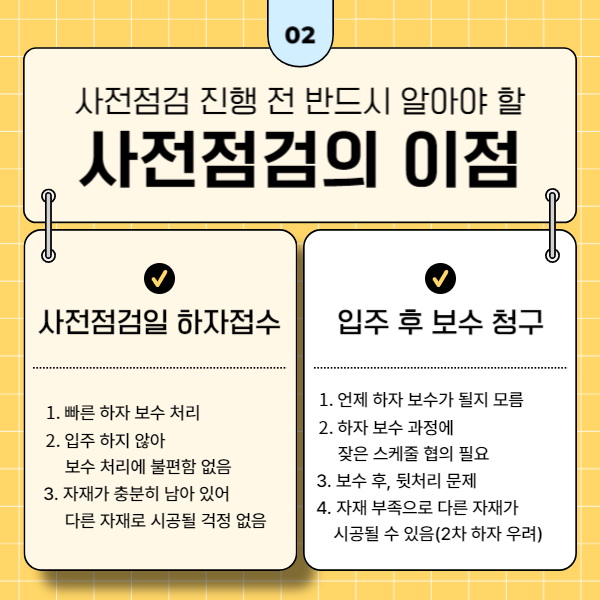 02
사전점검 진행 전 반드시 알아야 할
사전점검의 이점
사전점검일 하자접수
1. 빠른 하자 보수 처리
2. 입주 하지 않아
보수 처리에 불편함 없음
3. 자재가 충분히 남아 있어
다른 자재로 시공될 걱정 없음
입주 후 보수 청구
1. 언제 하자 보수가 될지 모름
2. 하자 보수 과정에
잦은 스케줄 협의 필요
3. 보수 후, 뒷처리 문제
4. 자재 부족으로 다른 자재가
시공될 수 있음(2차 하자 우려)